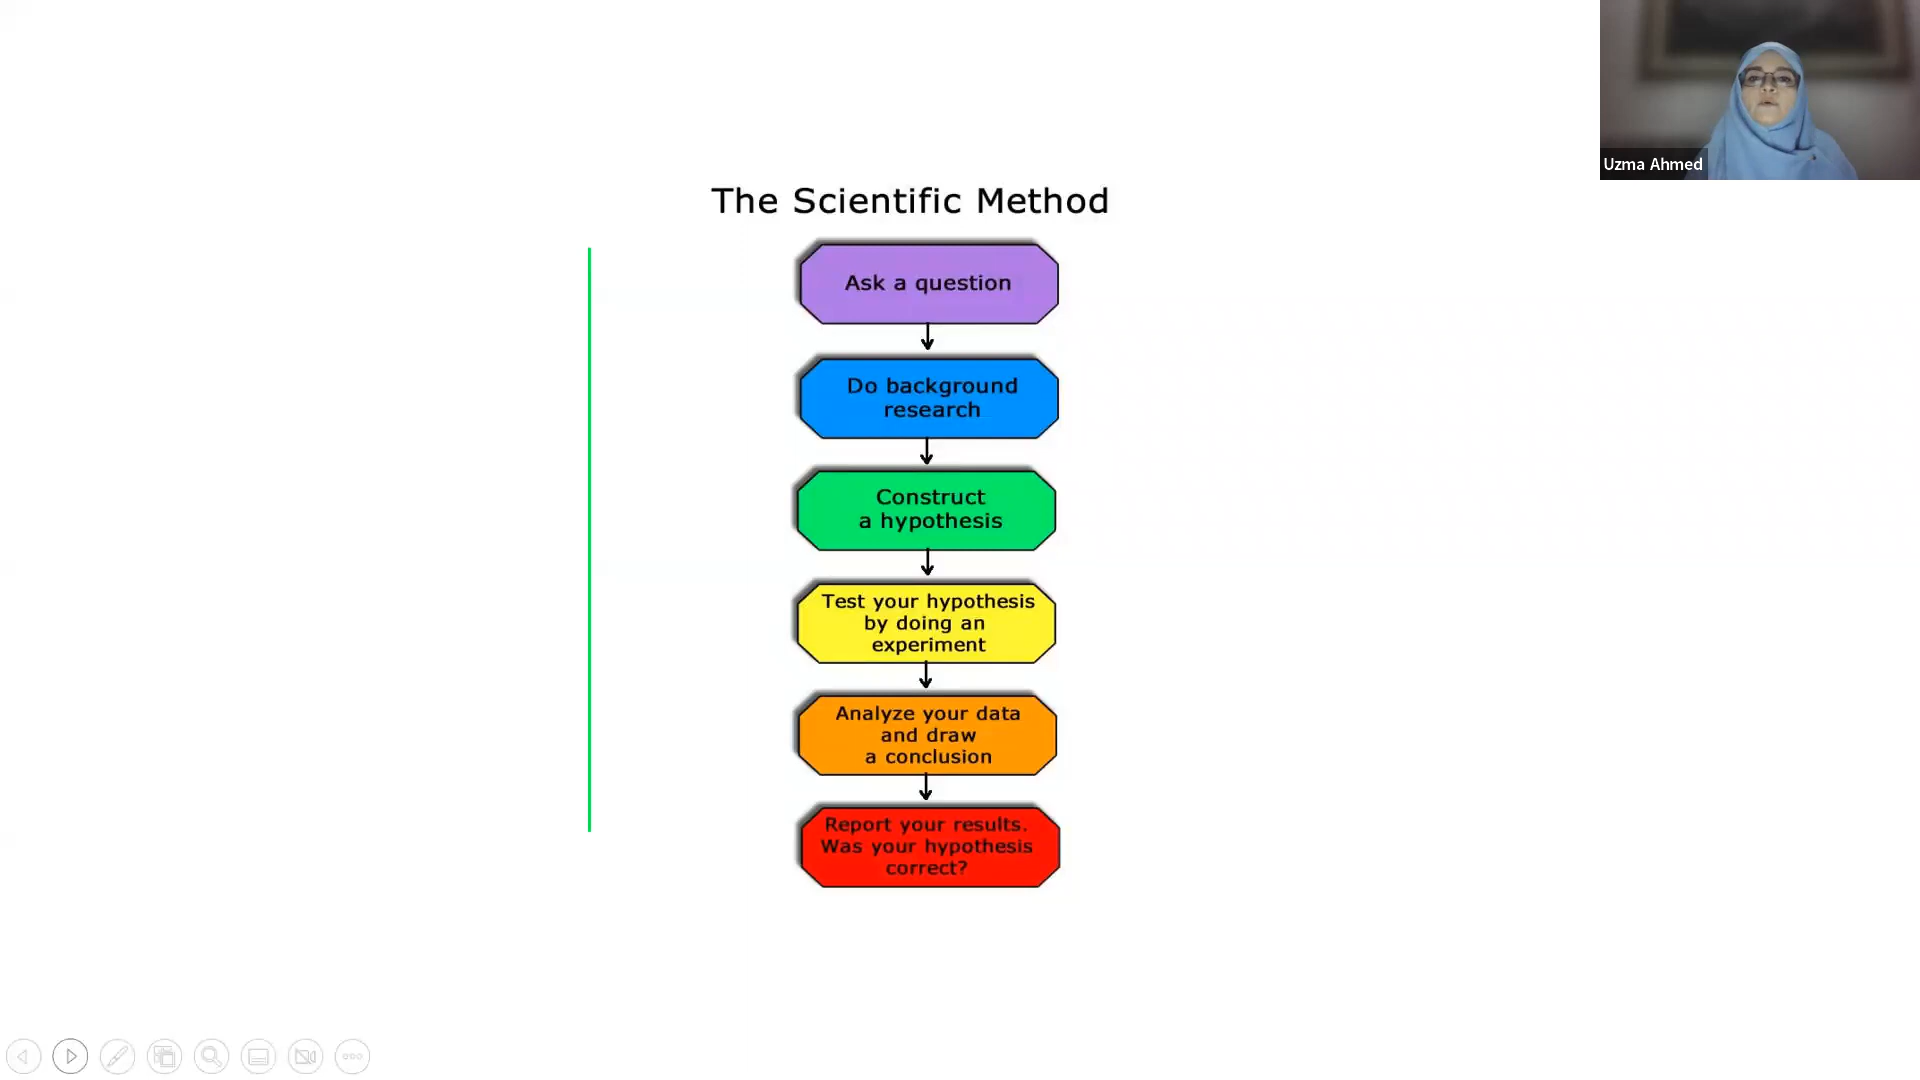 Uzma Ahmed
The Scientific Method
Ask a question
Do background
research
Construct
a hypothesis
Test your hypothesis
by doing an
experiment
Analyze your data
and draw
a conclusion
Report your results.
Was your hypothesis
correct?